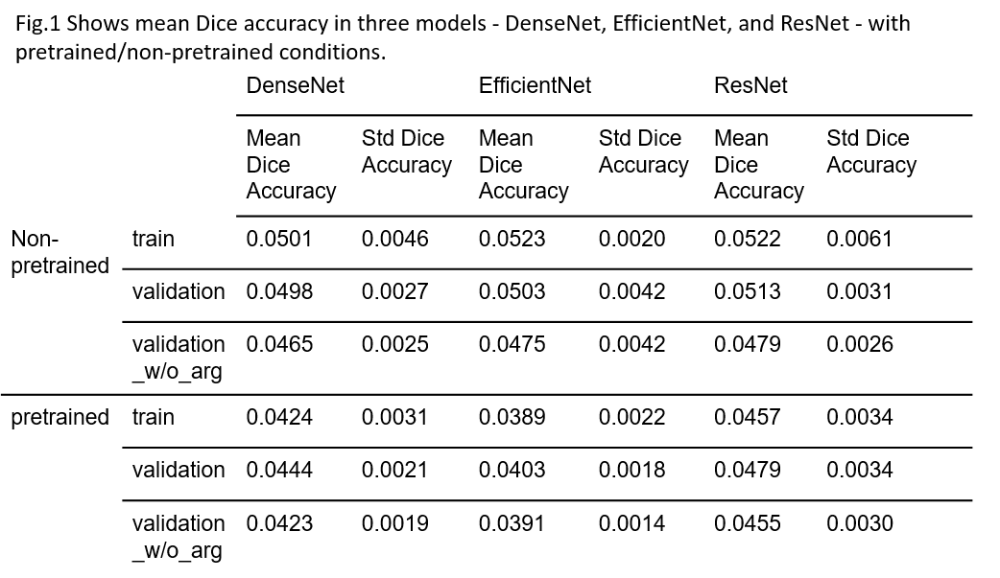 Fig.1 Shows mean Dice accuracy in three models - DenseNet, EfficientNet, and ResNet - with
pretrained/non-pretrained conditions.
DenseNet EfficientNet ResNet
Mean Std Dice Mean Std Dice Mean Std Dice
Dice Accuracy Dice Accuracy Dice Accuracy
Accuracy Accuracy Accuracy
Non- train 0.0501 0.0046 0.0523 0.0020 0.0522 0.0061
pretrained
validation 0.0498 0.0027 0.0503 0.0042 0.0513 0.0031
validation 0.0465 0.0025 0.0475 0.0042 0.0479 0.0026
_w/o_arg
pretrained train 0.0424 0.0031 0.0389 0.0022 0.0457 0.0034
validation 0.0444 0.0021 0.0403 0.0018 0.0479 0.0034
validation 0.0423 0.0019 0.0391 0.0014 0.0455 0.0030
_w/o_arg